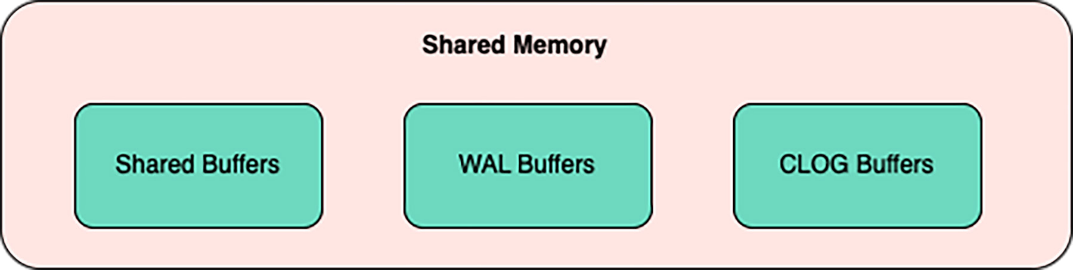 Shared Memory
Shared Buffers
WAL Buffers
CLOG Buffers